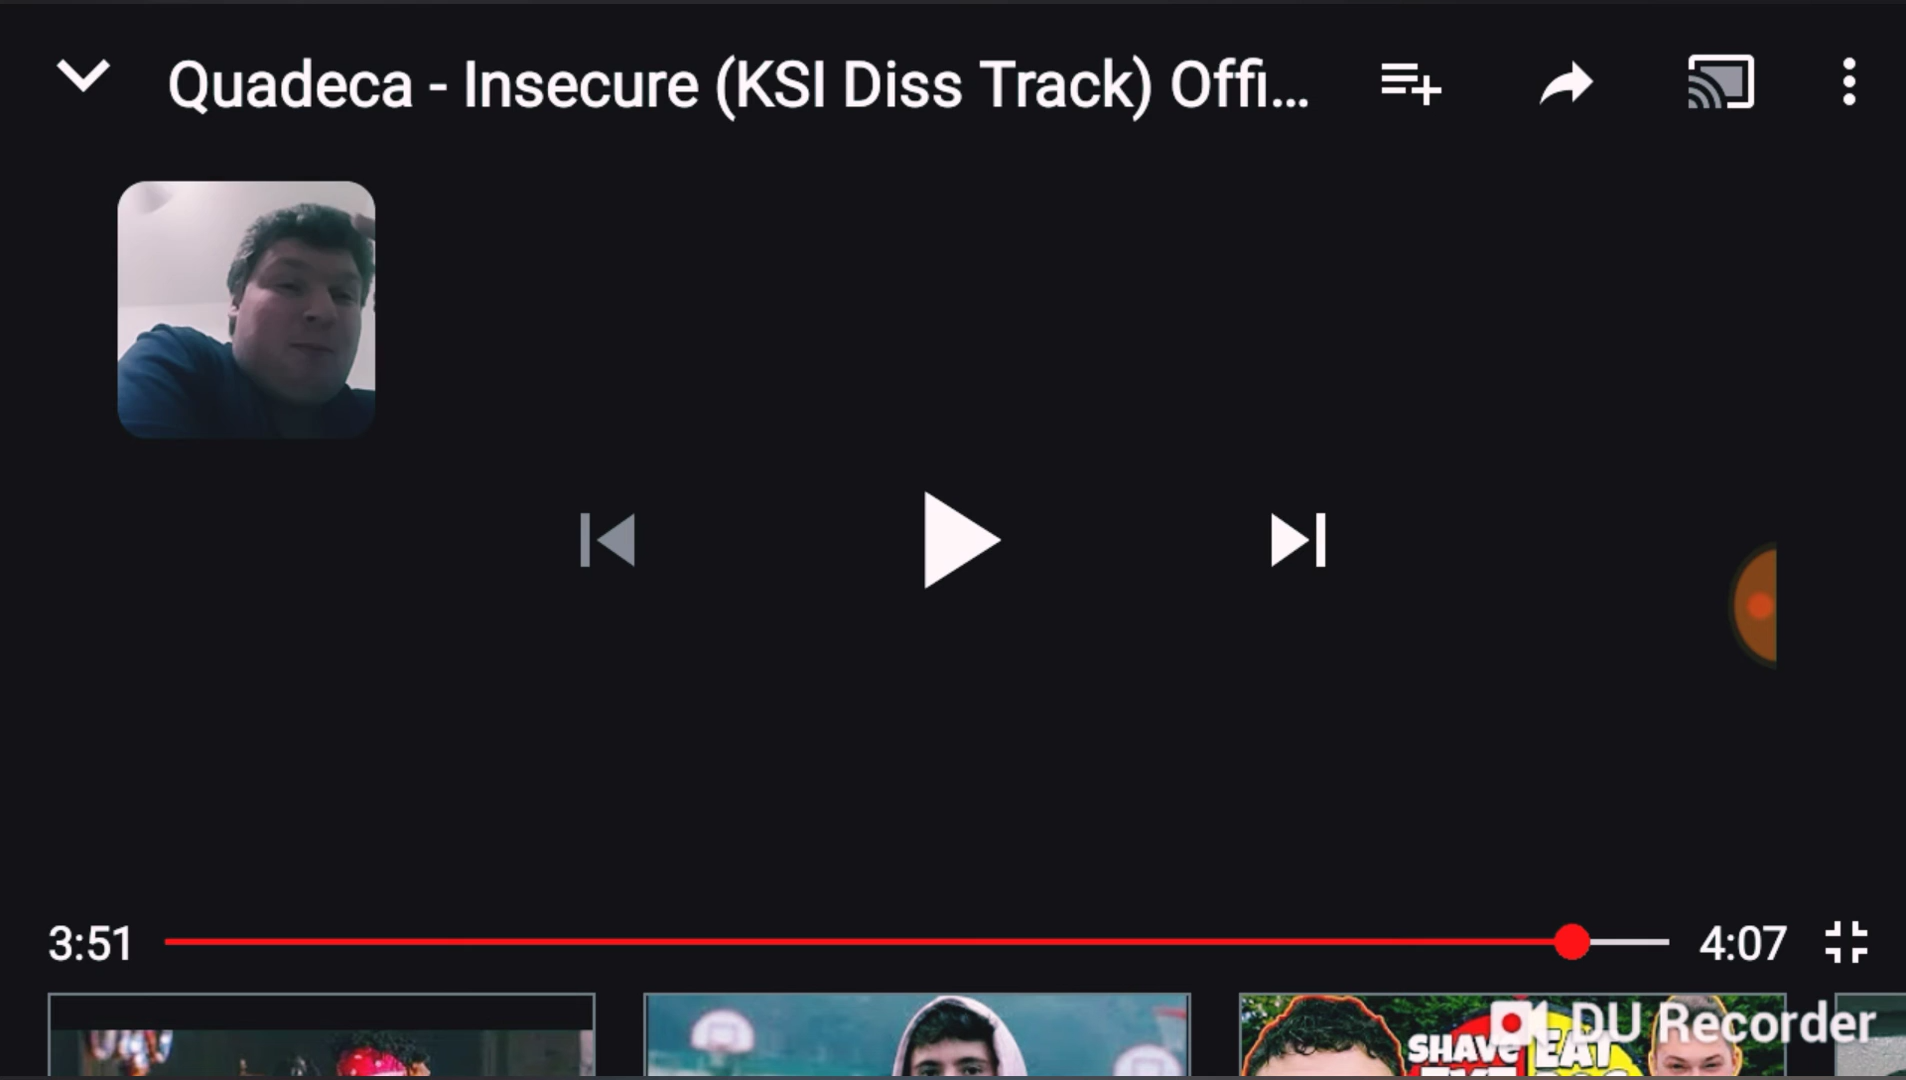 Quadeca - Insecure (KSI Diss Track) Offi...
3:51
4:07
DU Recorder
SHAVE
EAT